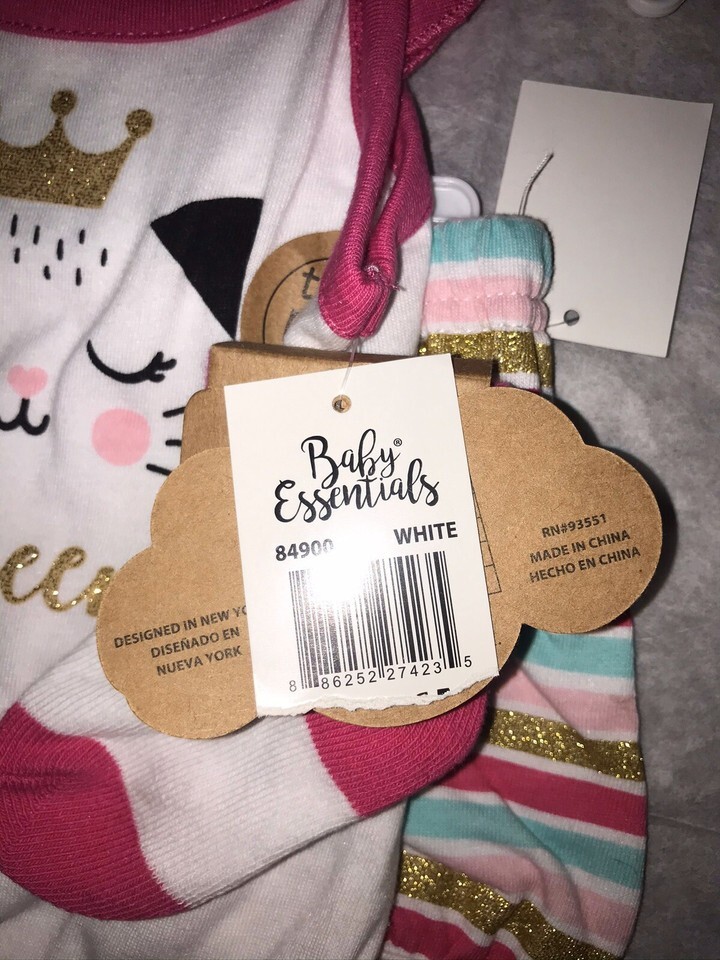 Baby®
Essentials
84900 WHITE
8 86252 27423 5
DESIGNED IN NEW YO
DISEÑADO EN
NUEVA YORK
RN#93551
MADE IN CHINA
HECHO EN CHINA